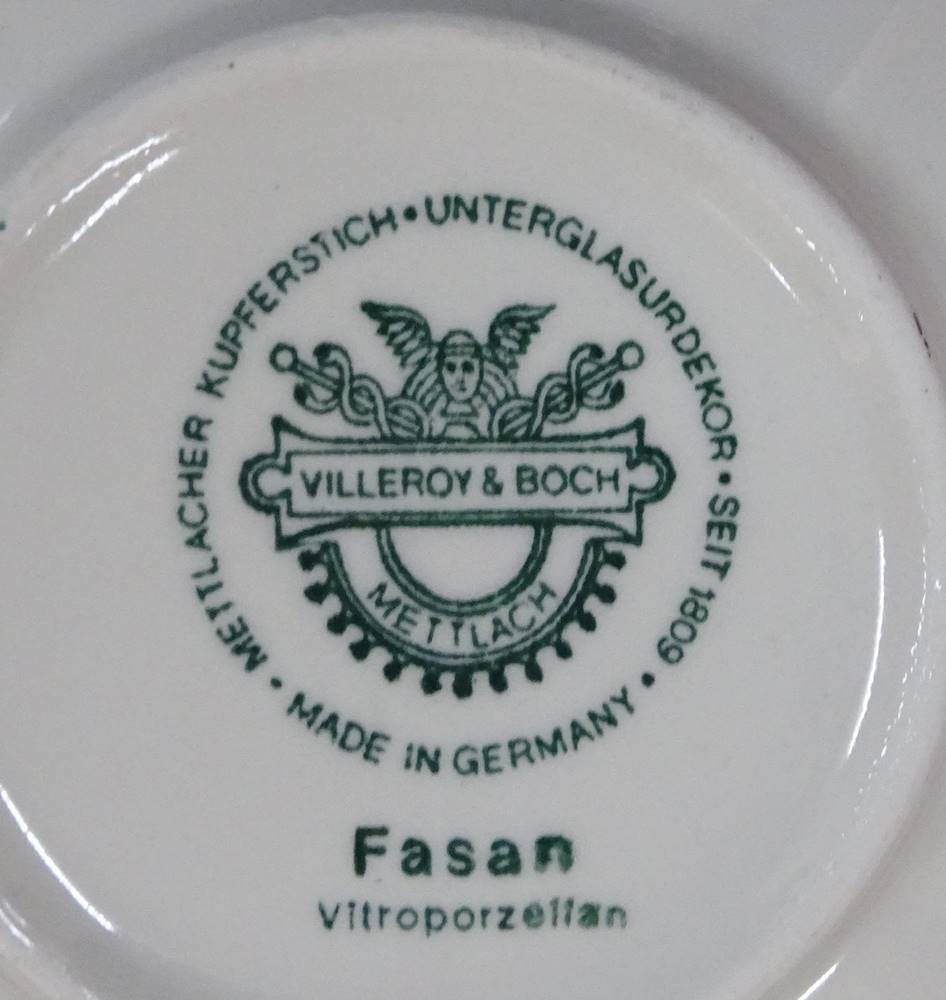 METTLACHER KUPFERSTICH • UNTERGLASURDEKOR • SEIT 1809 • MADE IN GERMANY •
VILLEROY & BOCH
METTLACH
Fasan
Vitroporzellan